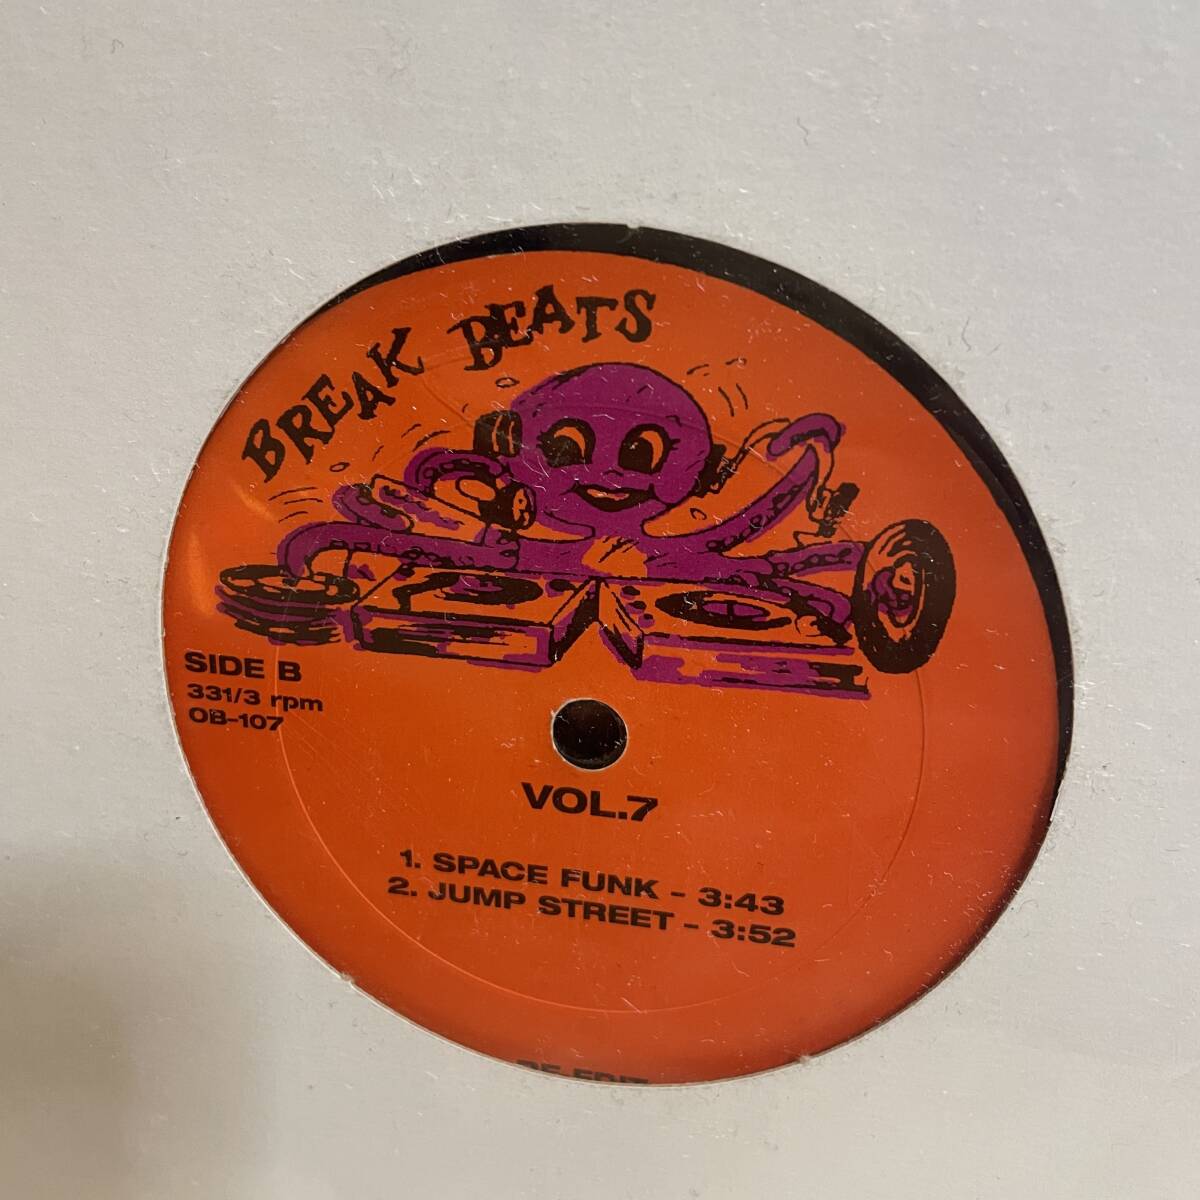 BREAK BEATS
SIDE B
331/3 rpm
OB-107
VOL.7
1. SPACE FUNK - 3:43
2. JUMP STREET - 3:52